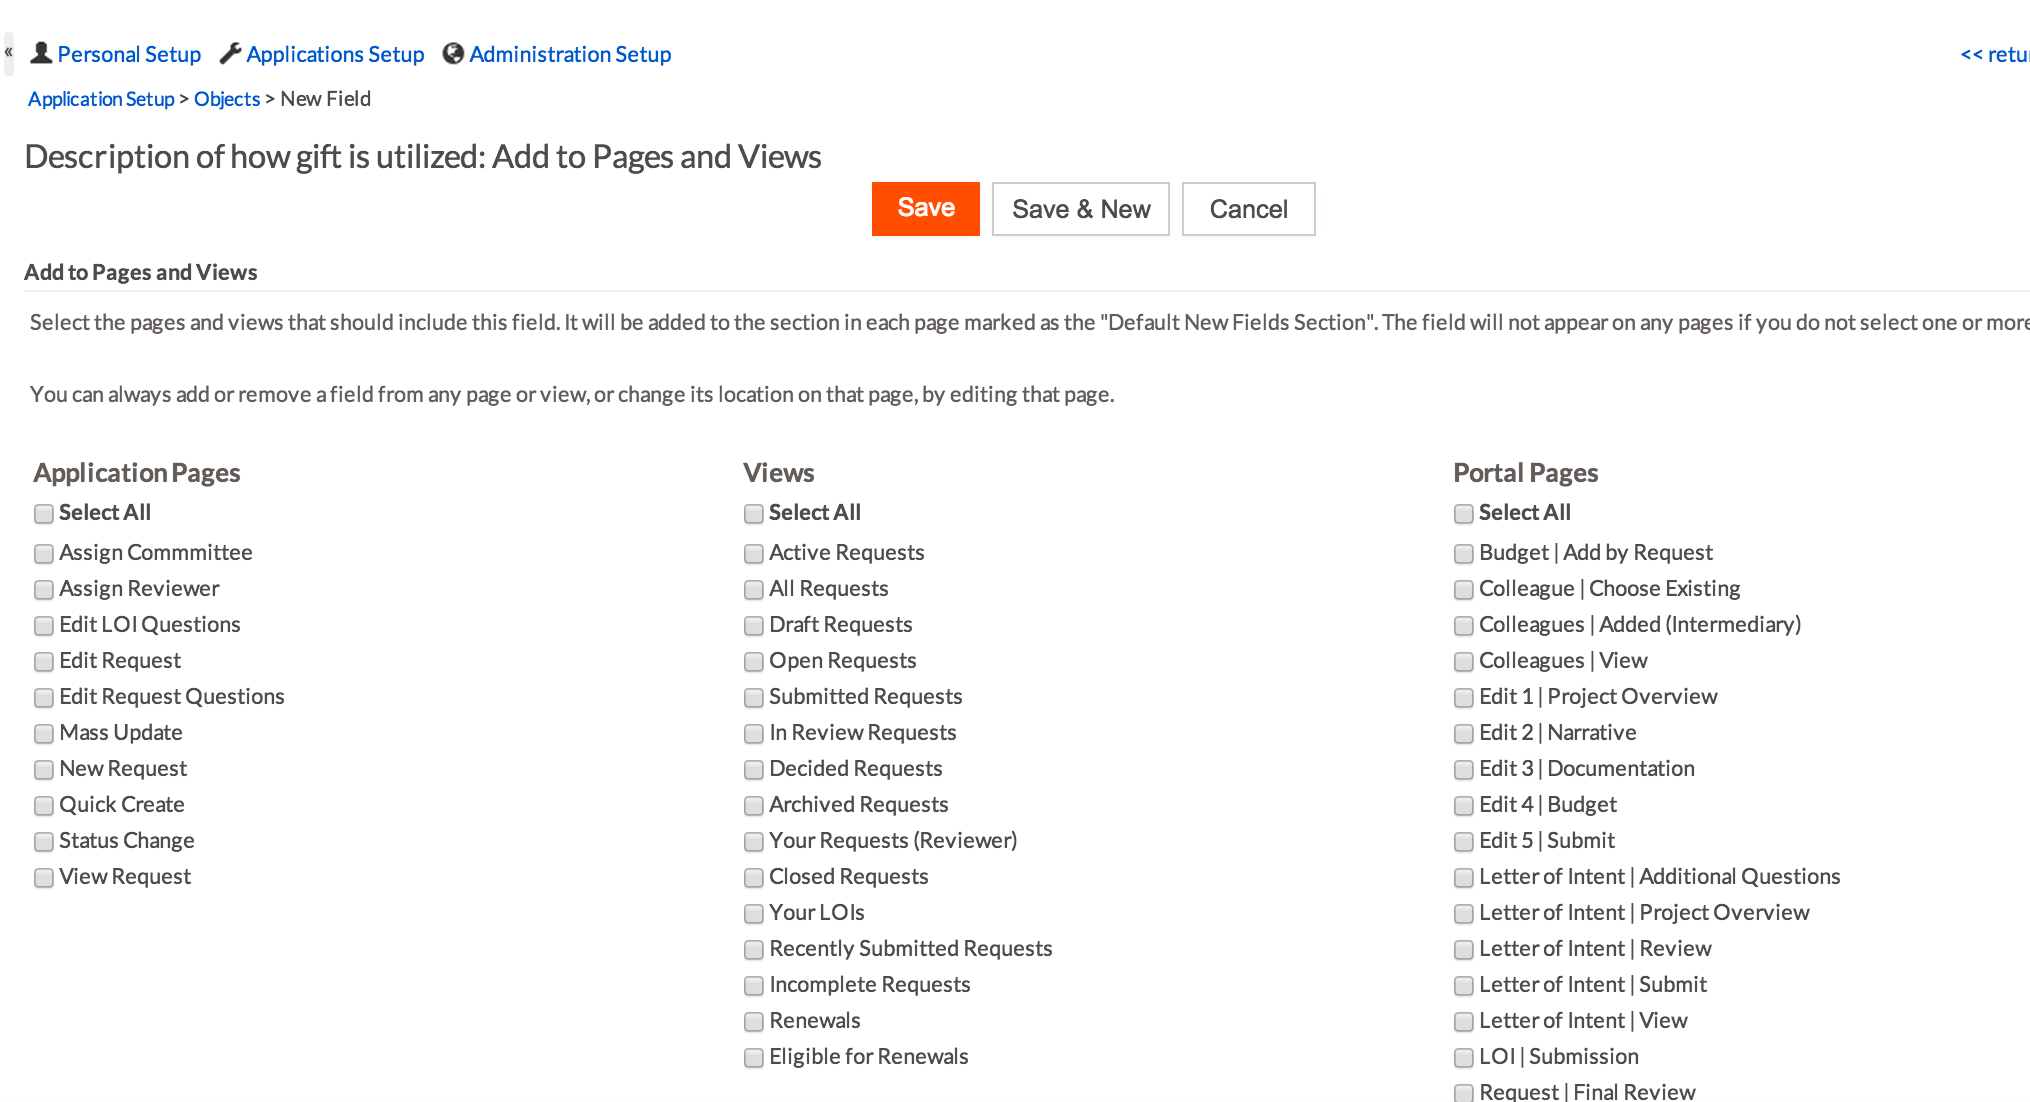 «
Personal Setup Applications Setup Administration Setup
<< retur
Application Setup > Objects > New Field
Description of how gift is utilized: Add to Pages and Views
Save Save & New Cancel
Add to Pages and Views
Select the pages and views that should include this field. It will be added to the section in each page marked as the "Default New Fields Section". The field will not appear on any pages if you do not select one or more
You can always add or remove a field from any page or view, or change its location on that page, by editing that page.
Application Pages
Select All
Assign Commmittee
Assign Reviewer
Edit LOI Questions
Edit Request
Edit Request Questions
Mass Update
New Request
Quick Create
Status Change
View Request
Views
Select All
Active Requests
All Requests
Draft Requests
Open Requests
Submitted Requests
In Review Requests
Decided Requests
Archived Requests
Your Requests (Reviewer)
Closed Requests
Your LOIs
Recently Submitted Requests
Incomplete Requests
Renewals
Eligible for Renewals
Portal Pages
Select All
Budget | Add by Request
Colleague | Choose Existing
Colleagues | Added (Intermediary)
Colleagues | View
Edit 1 | Project Overview
Edit 2 | Narrative
Edit 3 | Documentation
Edit 4 | Budget
Edit 5 | Submit
Letter of Intent | Additional Questions
Letter of Intent | Project Overview
Letter of Intent | Review
Letter of Intent | Submit
Letter of Intent | View
LOI | Submission
Request | Final Review